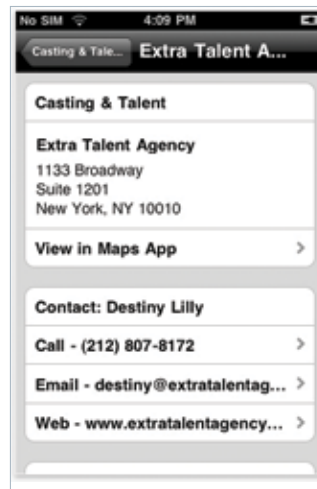 No SIM 4:09 PM
Casting & Tale... Extra Talent A...
Casting & Talent
Extra Talent Agency
1133 Broadway
Suite 1201
New York, NY 10010
View in Maps App
Contact: Destiny Lilly
Call - (212) 807-8172
Email - destiny@extratalentag...
Web - www.extratalentagency...